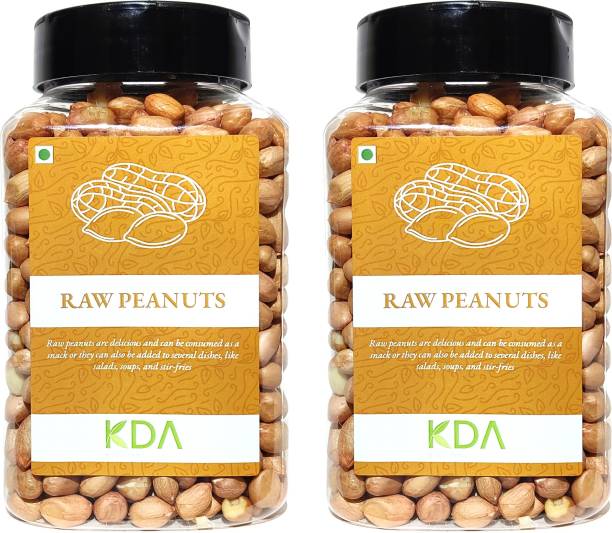 RAW PEANUTS
Raw peanuts are delicious and can be consumed as a
snack or they can also be added to several dishes, like
salads, soups, and stir-fries
KDA
RAW PEANUTS
Raw peanuts are delicious and can be consumed as a
snack or they can also be added to several dishes, like
salads, soups, and stir-fries
KDA